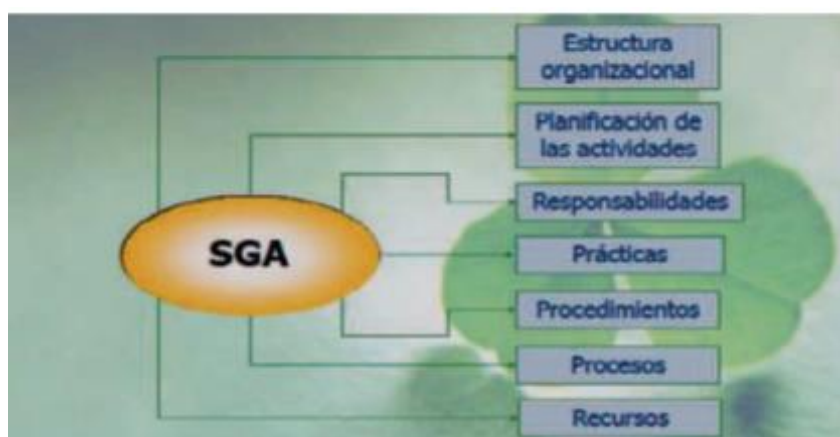 Estructura
organizacional
Planificación de
las actividades
Responsabilidades
SGA
Prácticas
Procedimientos
Procesos
Recursos